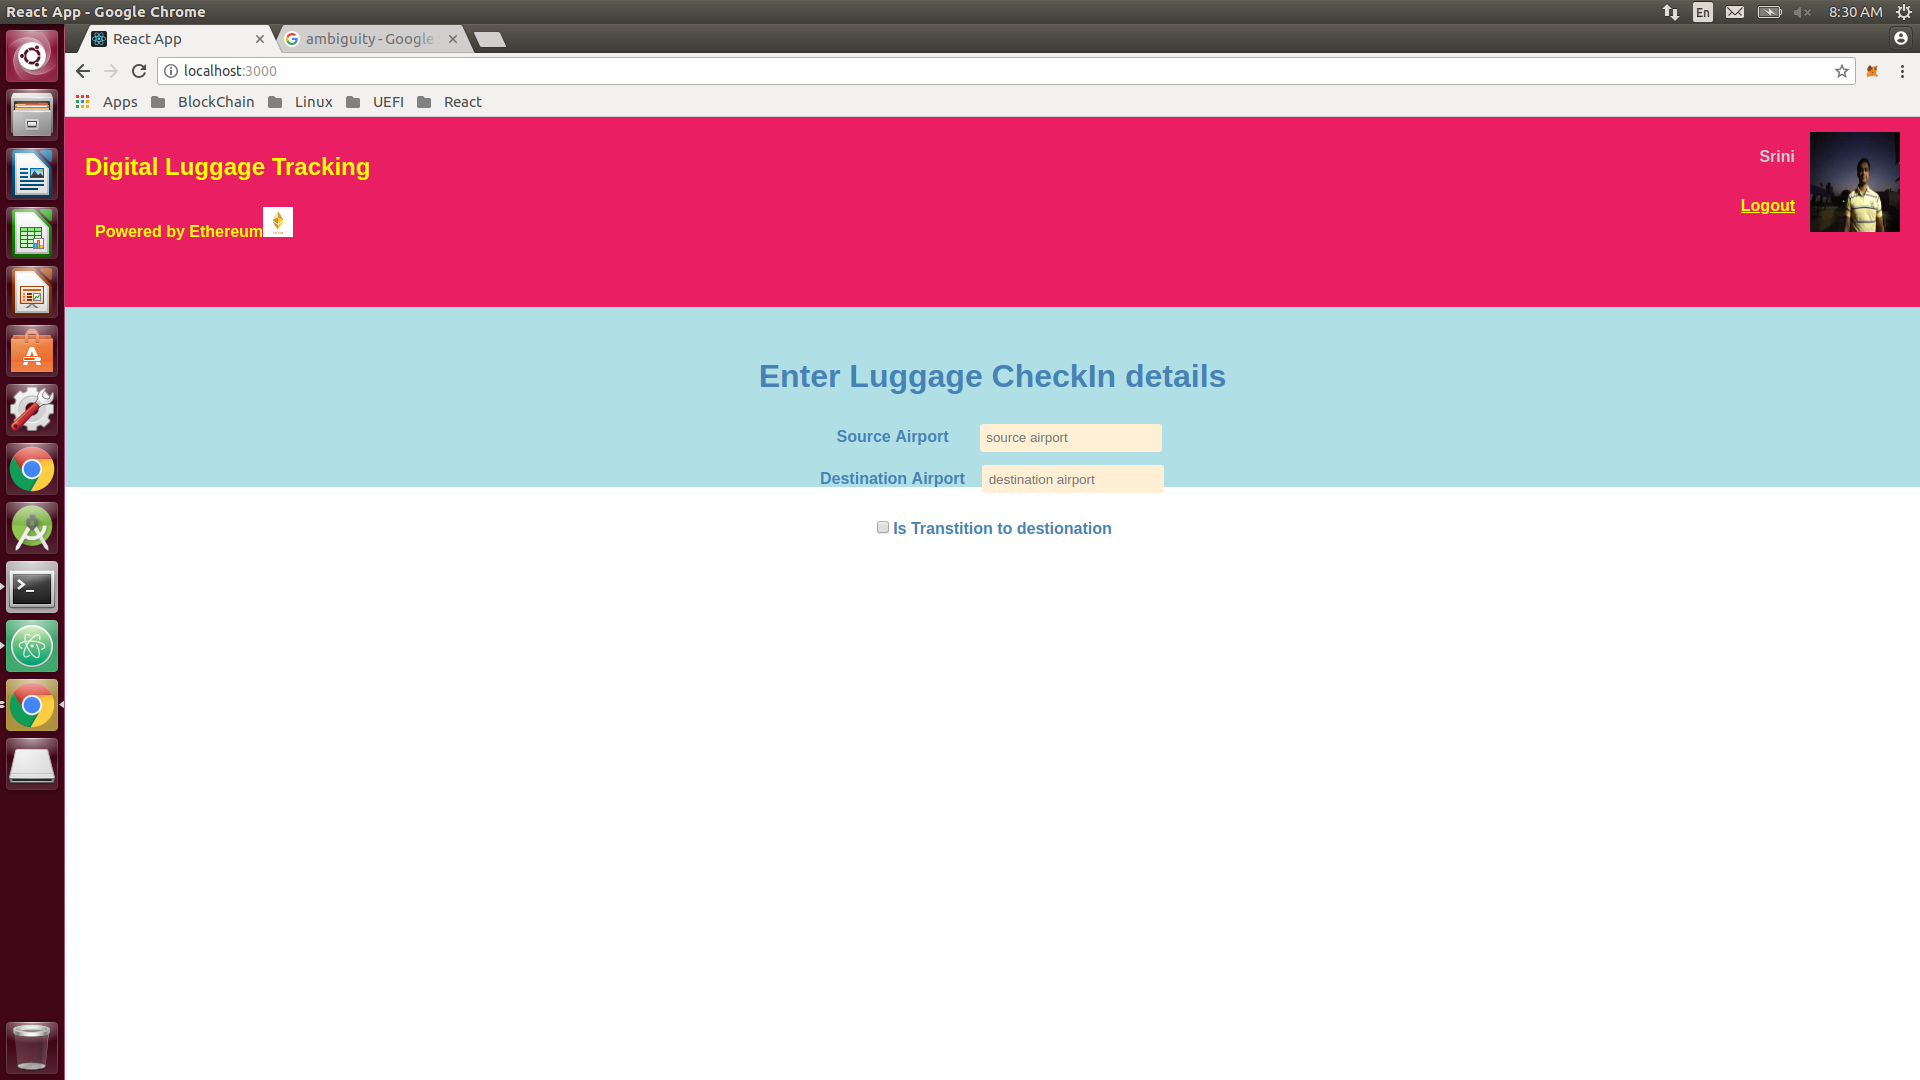 React App - Google Chrome
En
8:30 AM
React App
ambiguity - Google
localhost:3000
Apps
BlockChain
Linux
UEFI
React
Digital Luggage Tracking
Srini
Logout
Powered by Ethereum
Enter Luggage CheckIn details
Source Airport
source airport
Destination Airport
destination airport
Is Transtition to destionation